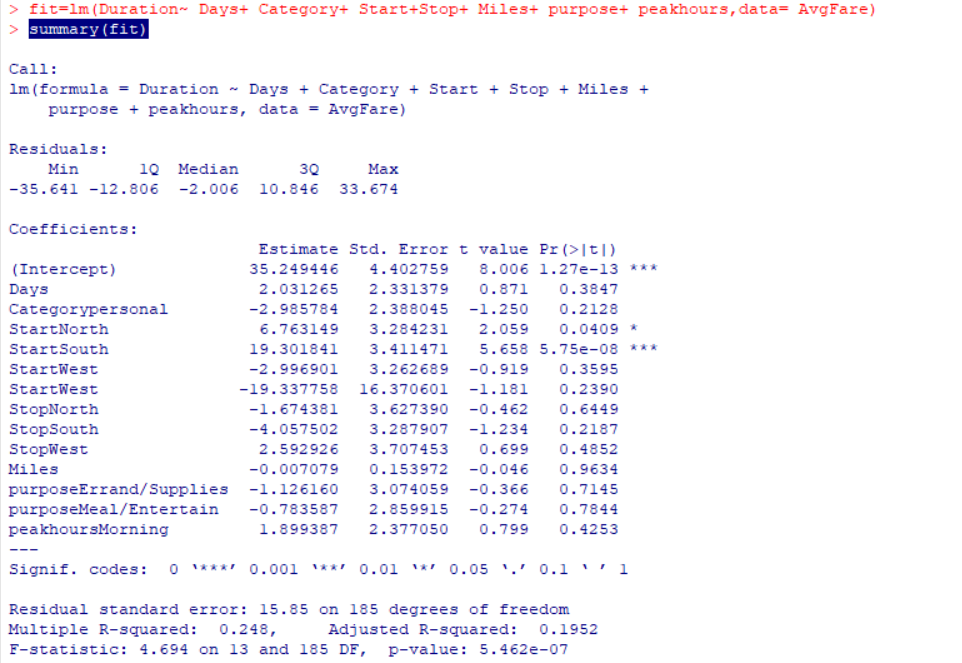 > fit=lm(Duration~ Days+ Category+ Start+Stop+ Miles+ purpose+ peakhours,data= AvgFare)
> summary(fit)

Call:
lm(formula = Duration ~ Days + Category + Start + Stop + Miles +
    purpose + peakhours, data = AvgFare)

Residuals:
    Min      1Q  Median      3Q     Max
-35.641 -12.806  -2.006  10.846  33.674

Coefficients:
                       Estimate Std. Error t value Pr(>|t|)
(Intercept)           35.249446   4.402759   8.006 1.27e-13 ***
Days                   2.031265   2.331379   0.871   0.3847
Categorypersonal      -2.985784   2.388045  -1.250   0.2128
StartNorth             6.763149   3.284231   2.059   0.0409 *
StartSouth            19.301841   3.411471   5.658 5.75e-08 ***
StartWest             -2.996901   3.262689  -0.919   0.3595
StartWest            -19.337758  16.370601  -1.181   0.2390
StopNorth             -1.674381   3.627390  -0.462   0.6449
StopSouth             -4.057502   3.287907  -1.234   0.2187
StopWest               2.592926   3.707453   0.699   0.4852
Miles                 -0.007079   0.153972  -0.046   0.9634
purposeErrand/Supplies -1.126160   3.074059  -0.366   0.7145
purposeMeal/Entertain -0.783587   2.859915  -0.274   0.7844
peakhoursMorning       1.899387   2.377050   0.799   0.4253
---
Signif. codes:  0 ‘***’ 0.001 ‘**’ 0.01 ‘*’ 0.05 ‘.’ 0.1 ‘ ’ 1

Residual standard error: 15.85 on 185 degrees of freedom
Multiple R-squared:  0.248,     Adjusted R-squared:  0.1952
F-statistic: 4.694 on 13 and 185 DF,  p-value: 5.462e-07